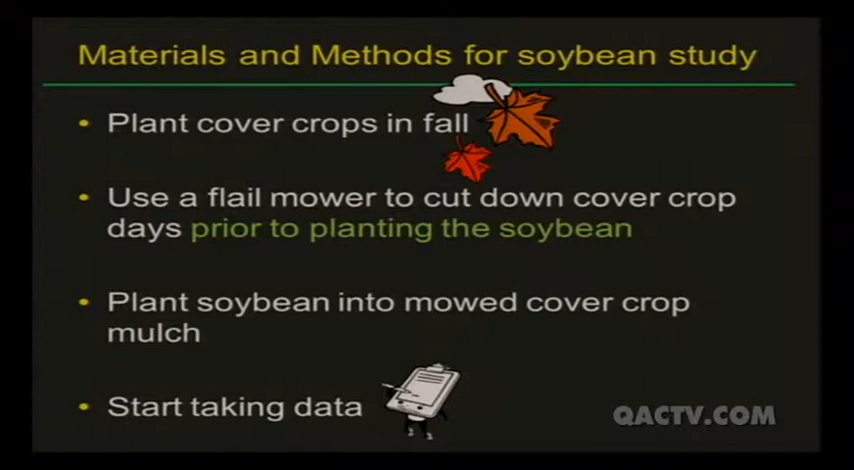 Materials and Methods for soybean study
• Plant cover crops in fall
• Use a flail mower to cut down cover crop
days prior to planting the soybean
• Plant soybean into mowed cover crop
mulch
• Start taking data
QACTV.COM